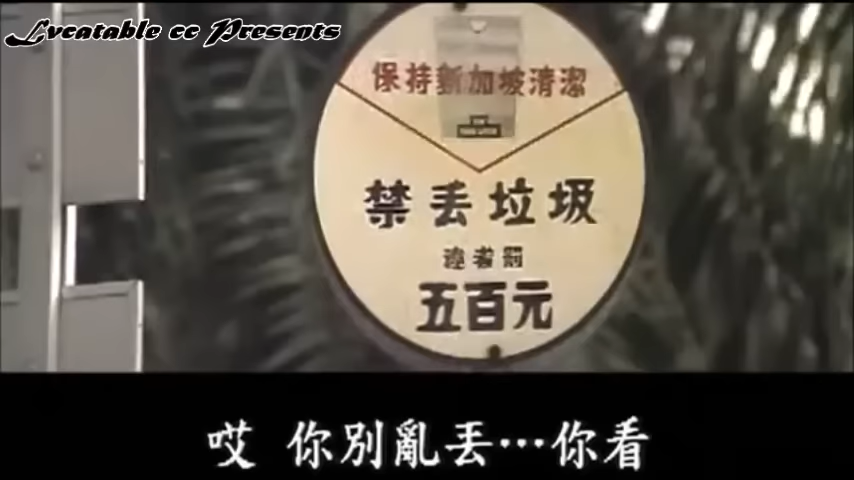 Lvcatable cc Presents
保持新加坡清潔
禁丟垃圾
違者罰
五百元
哎 你別亂丟…你看